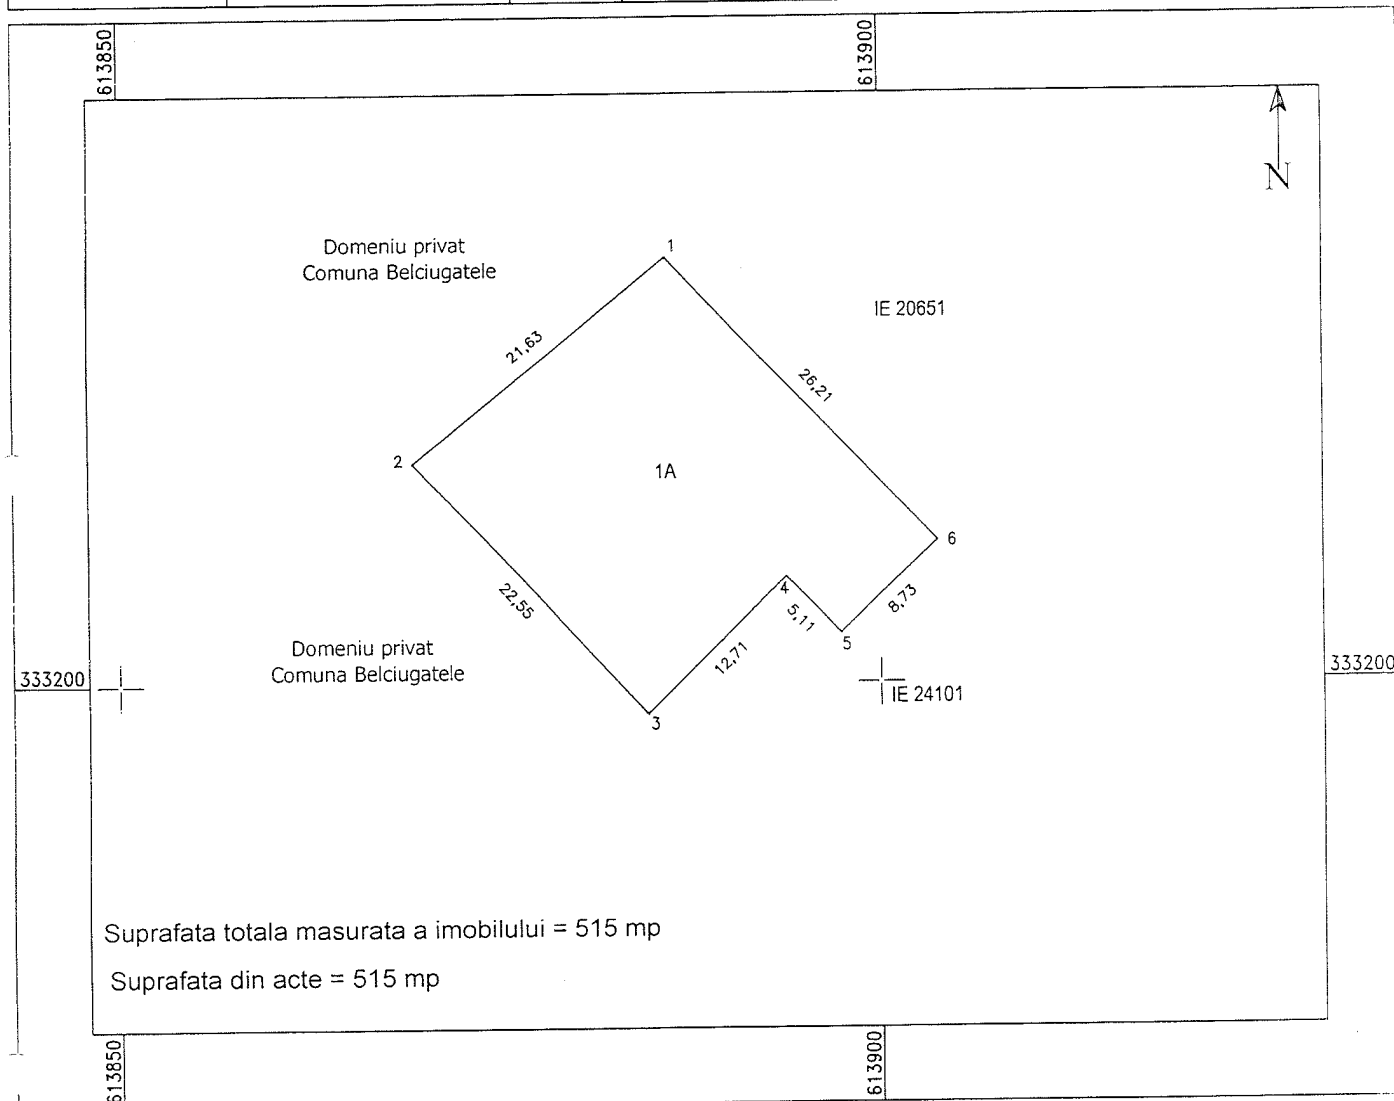 613850
613900
N
Domeniu privat
Comuna Belciugatele
1
IE 20651
21,63
26,21
2
1A
6
4
22,55
5,11
8,73
5
12,71
Domeniu privat
Comuna Belciugatele
333200
333200
IE 24101
3
Suprafata totala masurata a imobilului = 515 mp
Suprafata din acte = 515 mp
613850
613900